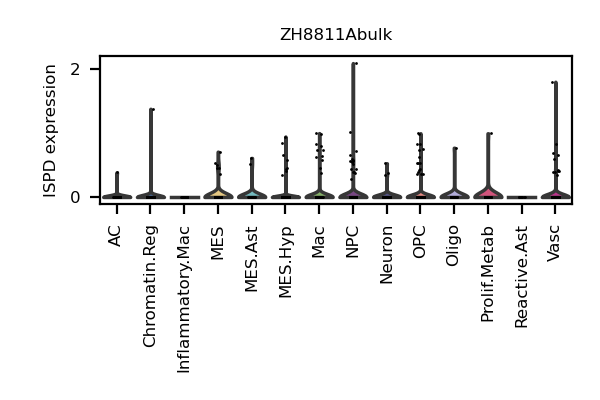 ZH8811Abulk
ISPD expression
2
0
AC
Chromatin.Reg
Inflammatory.Mac
MES
MES.Ast
MES.Hyp
Mac
NPC
Neuron
OPC
Oligo
Prolif.Metab
Reactive.Ast
Vasc